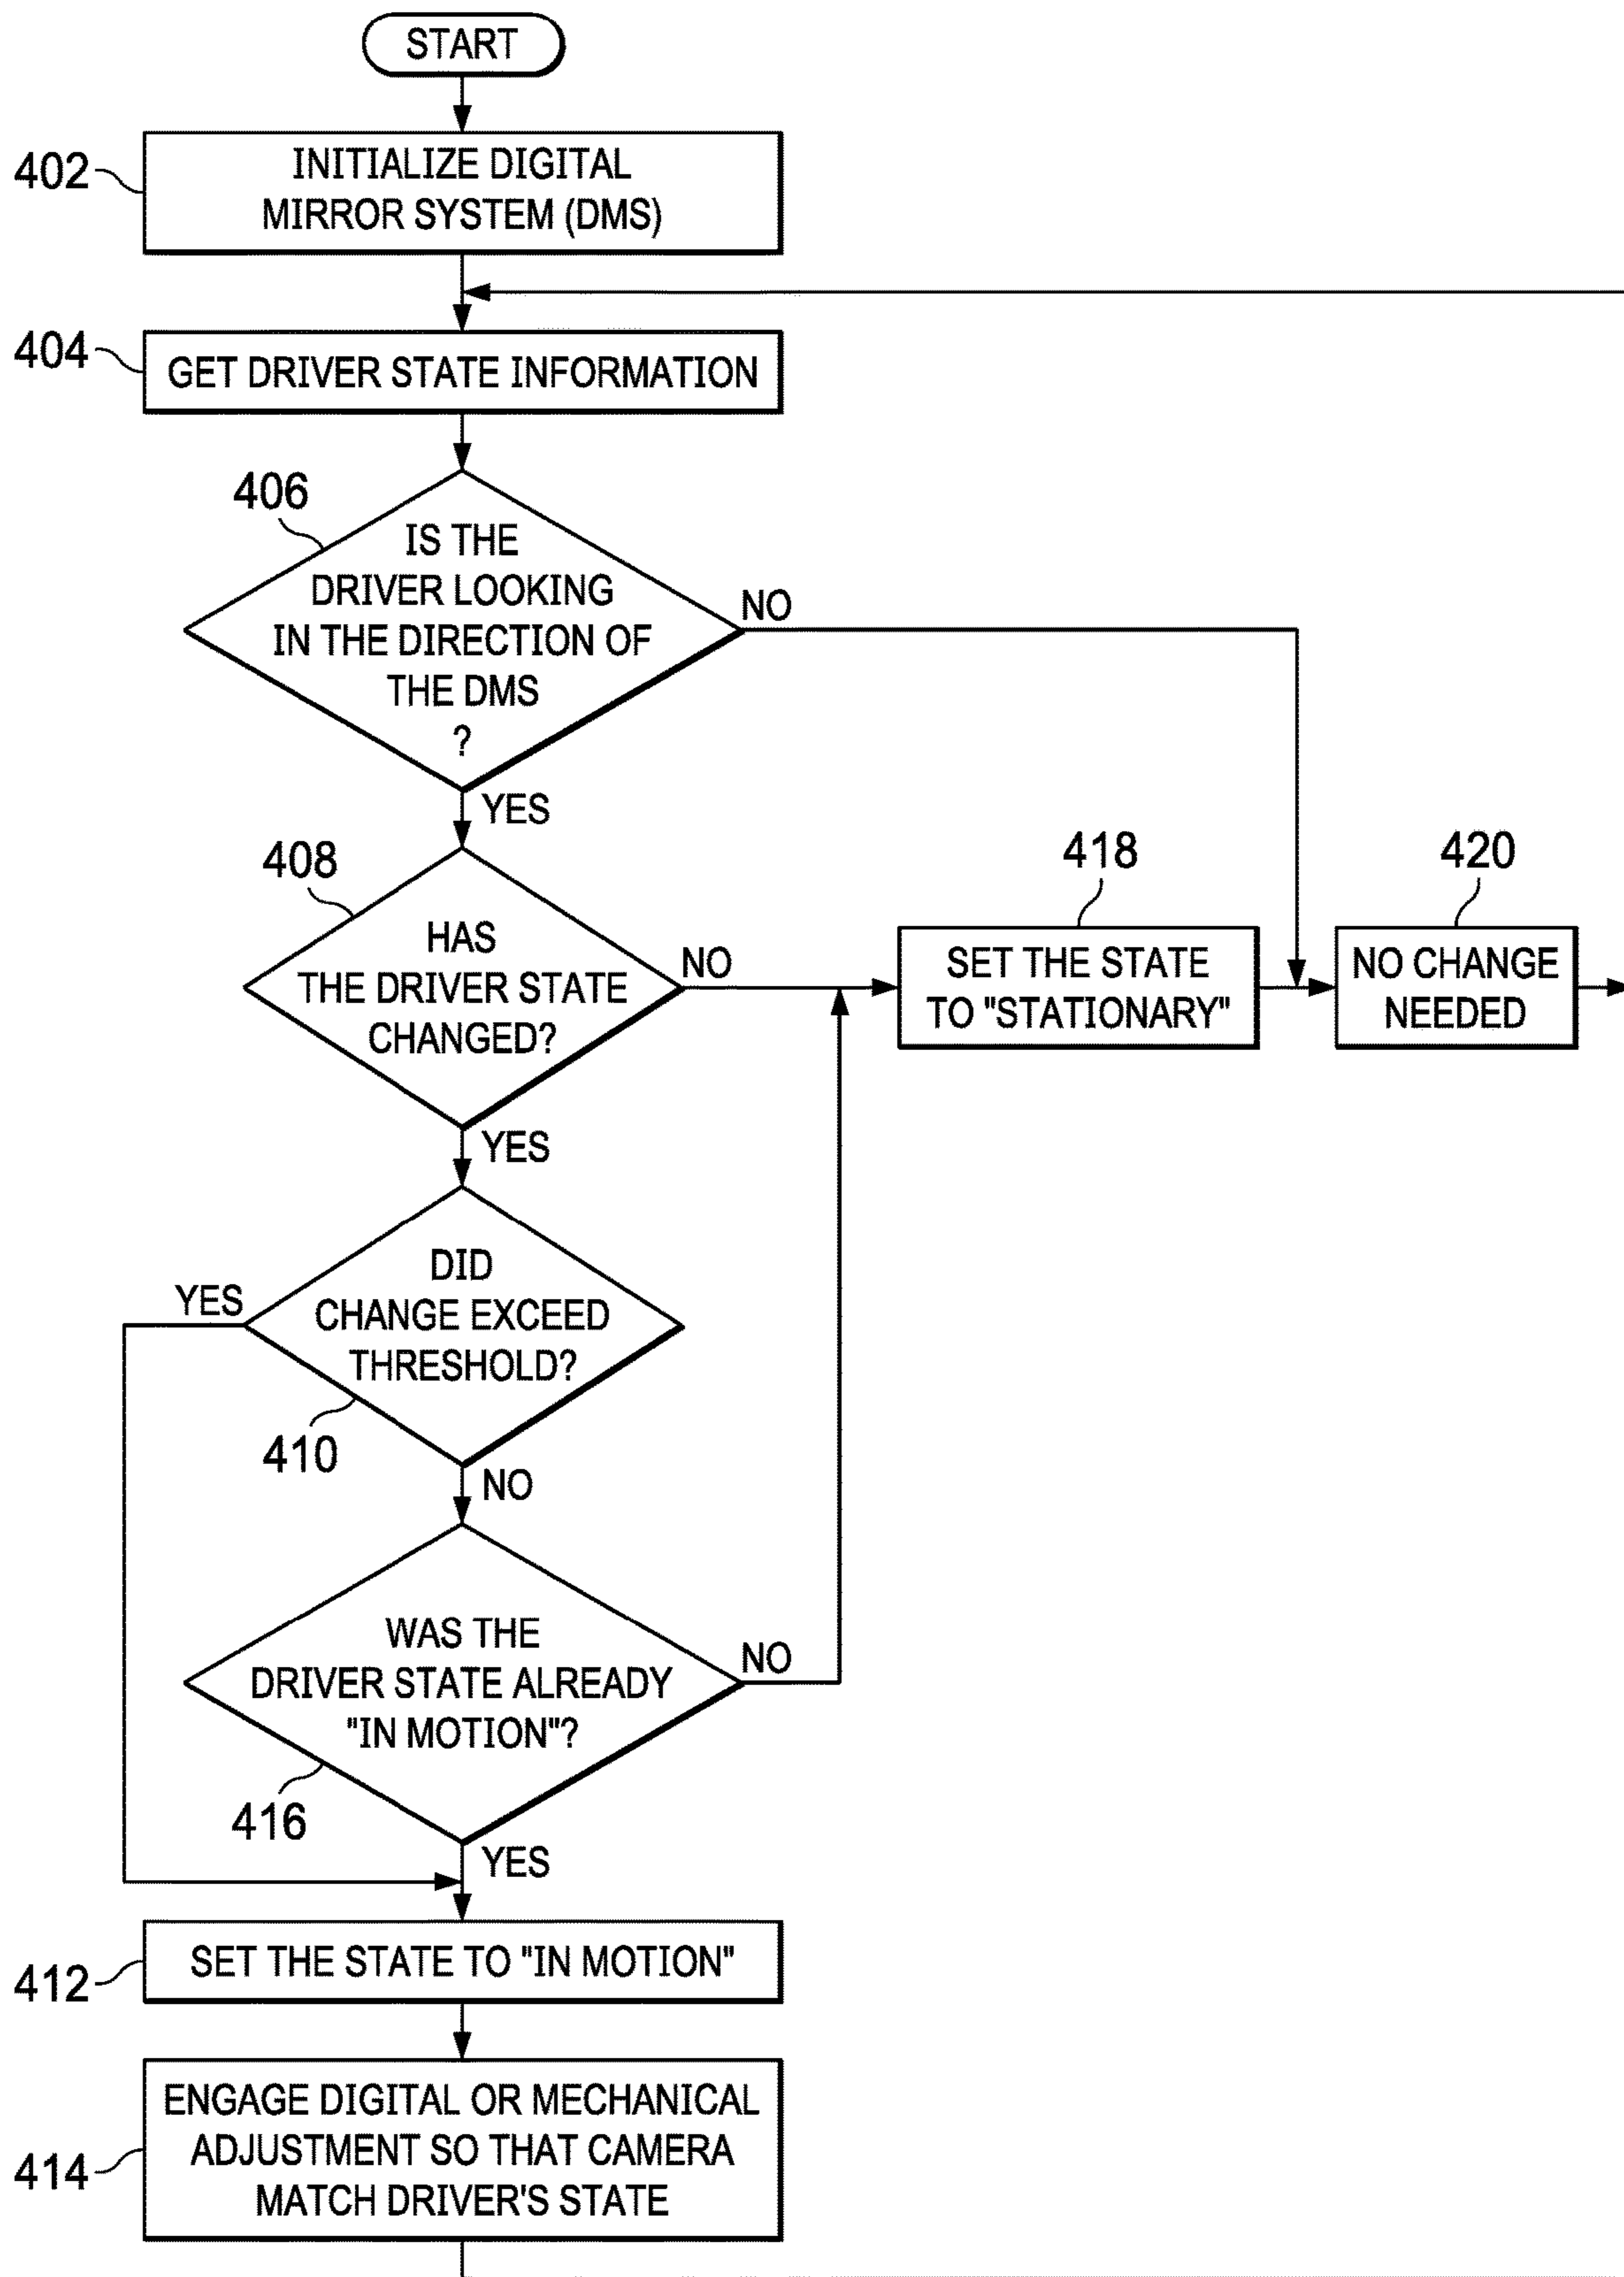 START
402
INITIALIZE DIGITAL
MIRROR SYSTEM (DMS)
404
GET DRIVER STATE INFORMATION
406
IS THE
DRIVER LOOKING
IN THE DIRECTION OF
THE DMS
?
NO
YES
408
HAS
THE DRIVER STATE
CHANGED?
NO
418
SET THE STATE
TO "STATIONARY"
420
NO CHANGE
NEEDED
YES
DID
CHANGE EXCEED
THRESHOLD?
YES
410
NO
WAS THE
DRIVER STATE ALREADY
"IN MOTION"?
NO
416
YES
412
SET THE STATE TO "IN MOTION"
414
ENGAGE DIGITAL OR MECHANICAL
ADJUSTMENT SO THAT CAMERA
MATCH DRIVER'S STATE